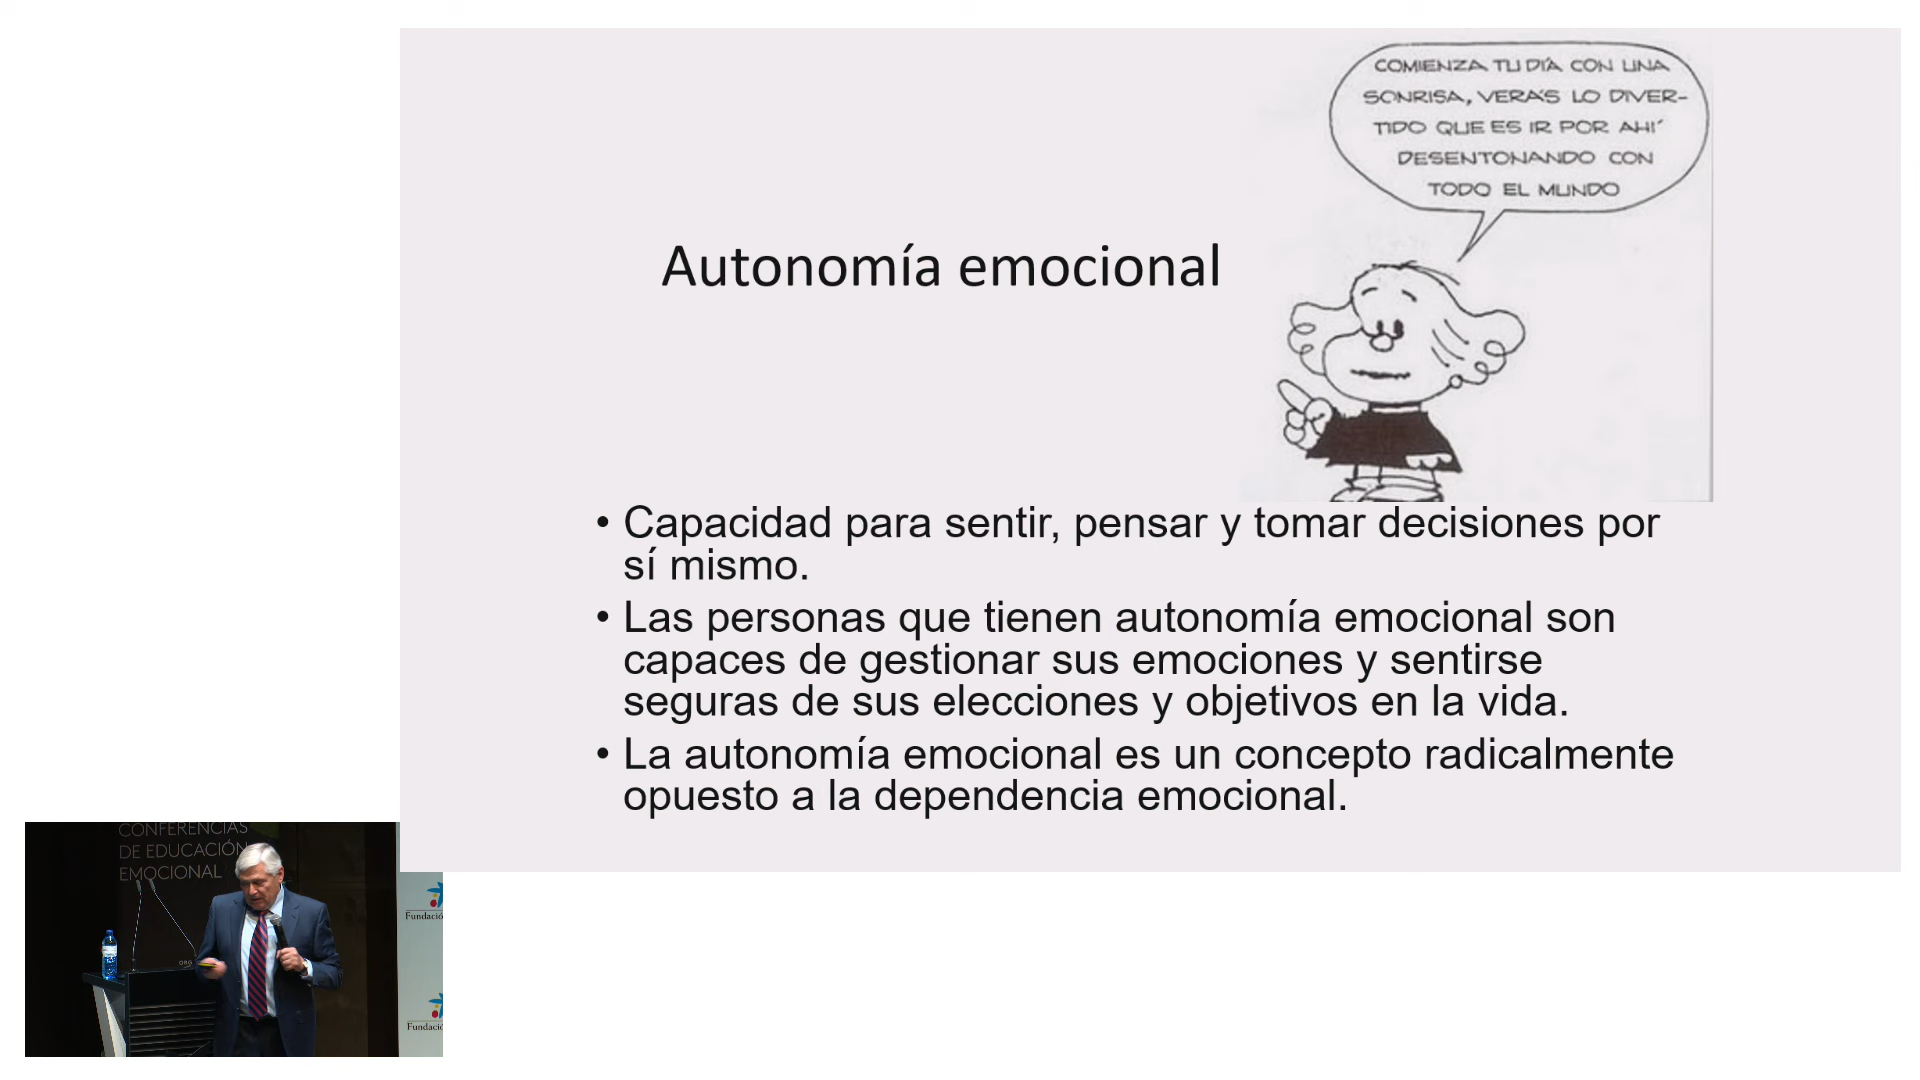 COMIENZA TU DÍA CON UNA
SONRISA, VERÁS LO DIVER-
TIDO QUE ES IR POR AHÍ
DESENTONANDO CON
TODO EL MUNDO
Autonomía emocional
• Capacidad para sentir, pensar y tomar decisiones por
sí mismo.
• Las personas que tienen autonomía emocional son
capaces de gestionar sus emociones y sentirse
seguras de sus elecciones y objetivos en la vida.
• La autonomía emocional es un concepto radicalmente
opuesto a la dependencia emocional.
CONFERENCIAS
DE EDUCACIÓN
EMOCIONAL
ORG
Fundació
Fundació